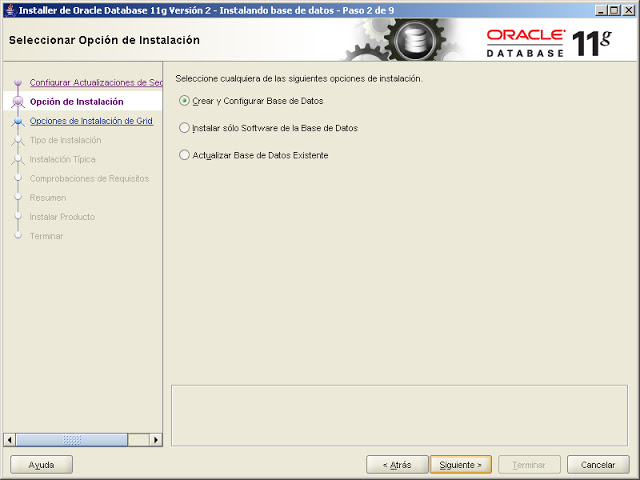 Installer de Oracle Database 11g Versión 2 - Instalando base de datos - Paso 2 de 9
Seleccionar Opción de Instalación
ORACLE
DATABASE 11g
Configurar Actualizaciones de Sec
Opción de Instalación
Opciones de Instalación de Grid
Tipo de Instalación
Instalación Típica
Comprobaciones de Requisitos
Resumen
Instalar Producto
Terminar
Seleccione cualquiera de las siguientes opciones de instalación.
Crear y Configurar Base de Datos
Instalar sólo Software de la Base de Datos
Actualizar Base de Datos Existente
Ayuda
< Atrás
Siguiente >
Terminar
Cancelar